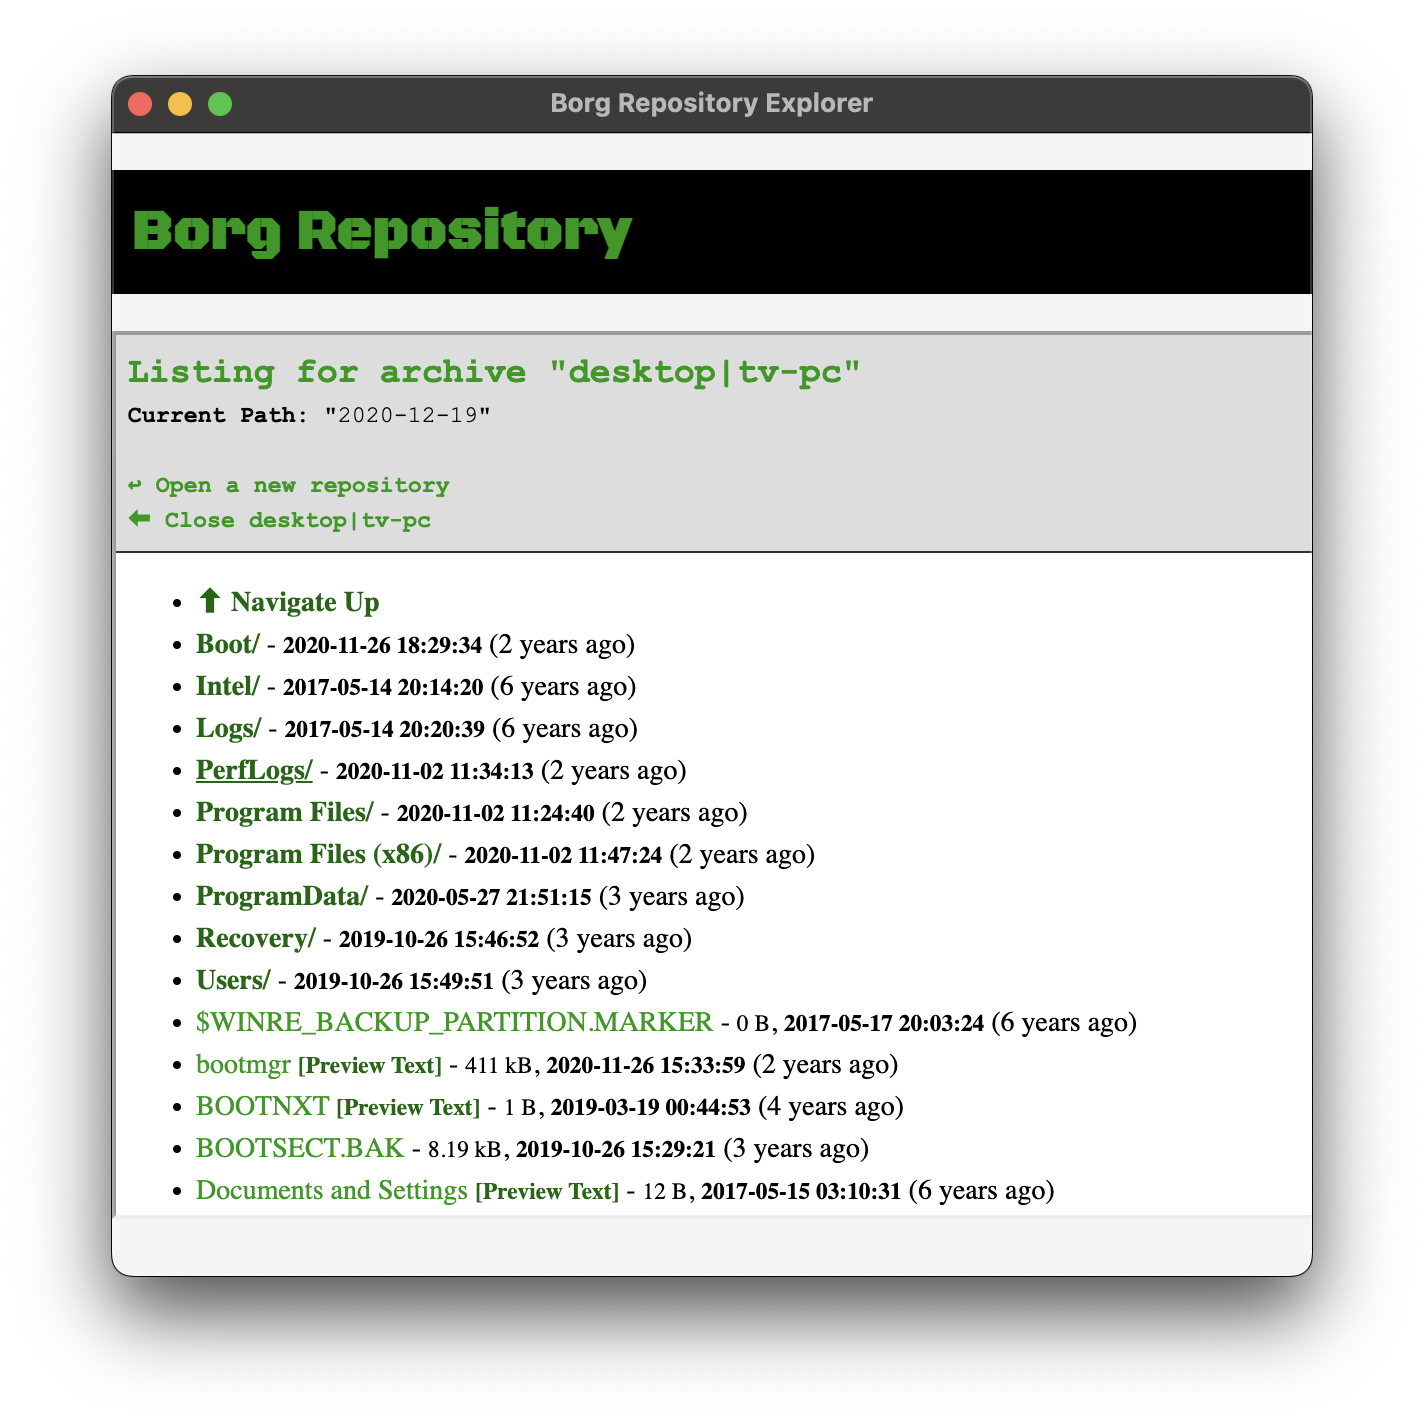 Borg Repository Explorer
Borg Repository
Listing for archive "desktop|tv-pc"
Current Path: "2020-12-19"
↩ Open a new repository
⬅ Close desktop|tv-pc
• ⬆ Navigate Up
• Boot/ - 2020-11-26 18:29:34 (2 years ago)
• Intel/ - 2017-05-14 20:14:20 (6 years ago)
• Logs/ - 2017-05-14 20:20:39 (6 years ago)
• PerfLogs/ - 2020-11-02 11:34:13 (2 years ago)
• Program Files/ - 2020-11-02 11:24:40 (2 years ago)
• Program Files (x86)/ - 2020-11-02 11:47:24 (2 years ago)
• ProgramData/ - 2020-05-27 21:51:15 (3 years ago)
• Recovery/ - 2019-10-26 15:46:52 (3 years ago)
• Users/ - 2019-10-26 15:49:51 (3 years ago)
• $WINRE_BACKUP_PARTITION.MARKER - 0 B, 2017-05-17 20:03:24 (6 years ago)
• bootmgr [Preview Text] - 411 kB, 2020-11-26 15:33:59 (2 years ago)
• BOOTNXT [Preview Text] - 1 B, 2019-03-19 00:44:53 (4 years ago)
• BOOTSECT.BAK - 8.19 kB, 2019-10-26 15:29:21 (3 years ago)
• Documents and Settings [Preview Text] - 12 B, 2017-05-15 03:10:31 (6 years ago)